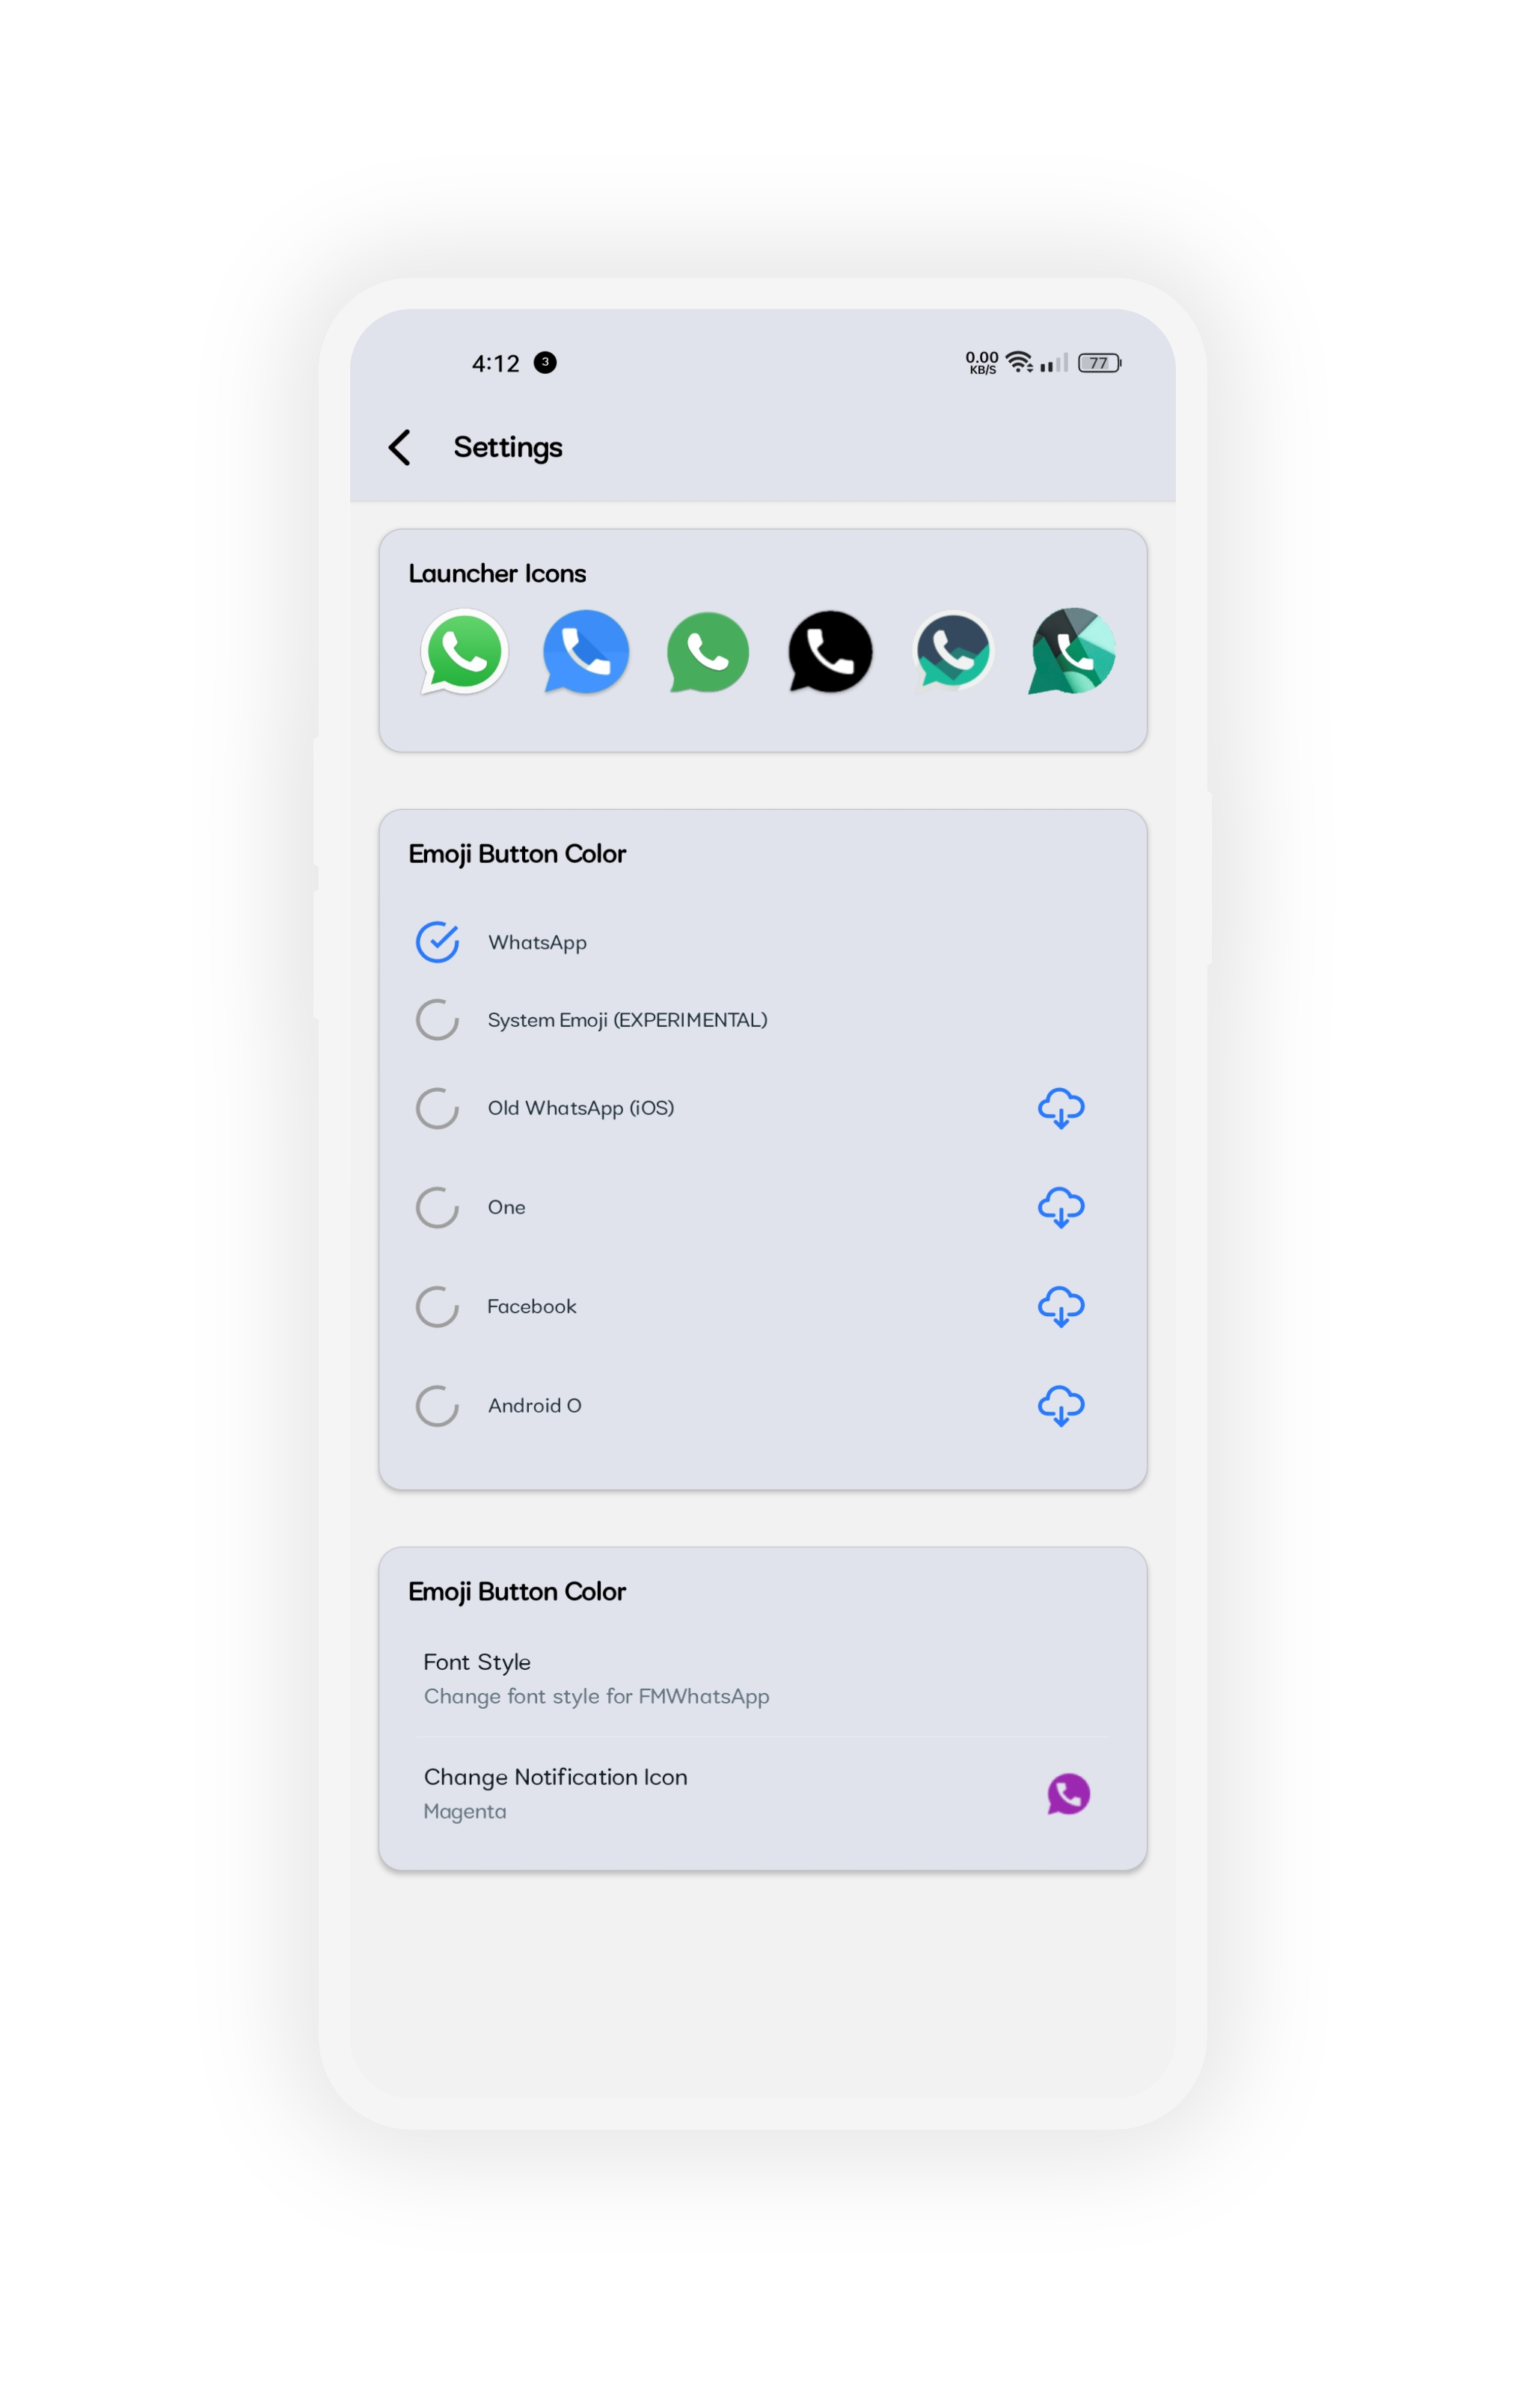 4:12 3 0.00 KB/S 77
Settings
Launcher Icons
Emoji Button Color
WhatsApp
System Emoji (EXPERIMENTAL)
Old WhatsApp (iOS)
One
Facebook
Android O
Emoji Button Color
Font Style
Change font style for FMWhatsApp
Change Notification Icon
Magenta